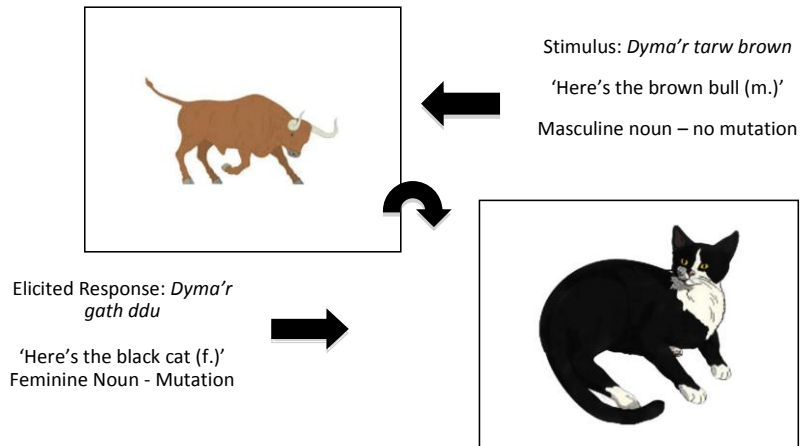 Stimulus: Dyma'r tarw brown
'Here's the brown bull (m.)'
Masculine noun – no mutation
Elicited Response: Dyma'r
gath ddu
'Here's the black cat (f.)'
Feminine Noun - Mutation